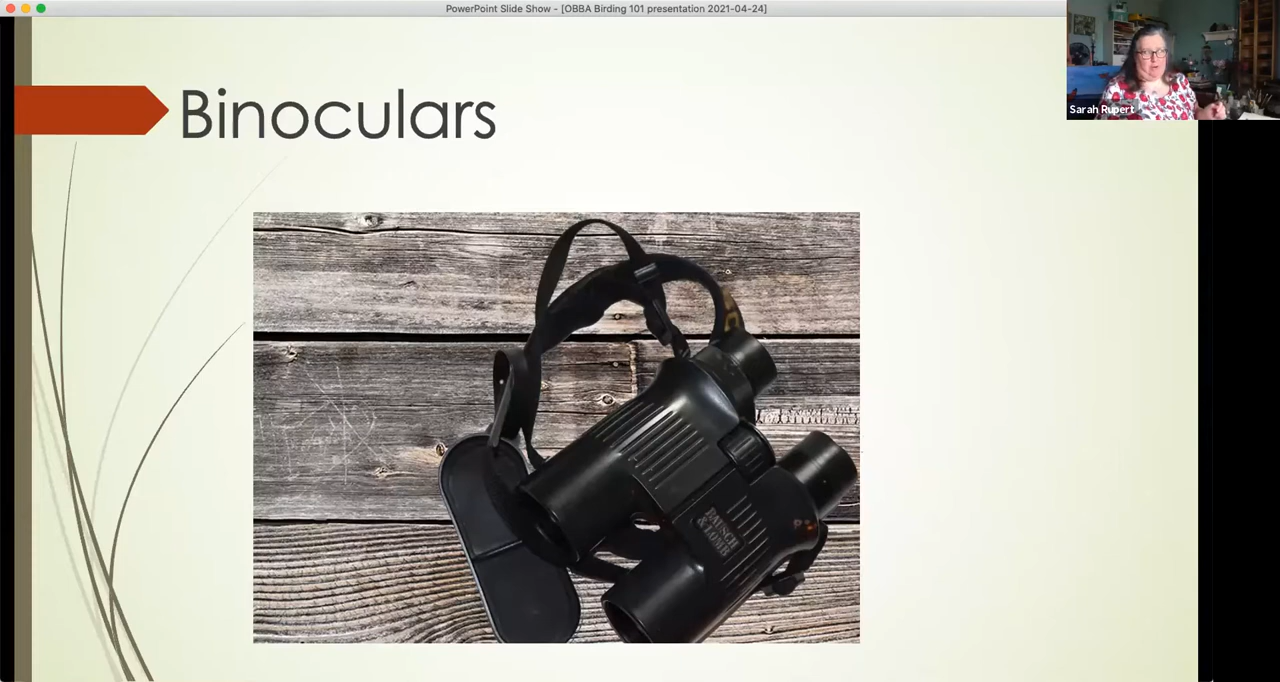 PowerPoint Slide Show - [OBBA Birding 101 presentation 2021-04-24]
Sarah Rupert
Binoculars
BAUSCH
& LOMB